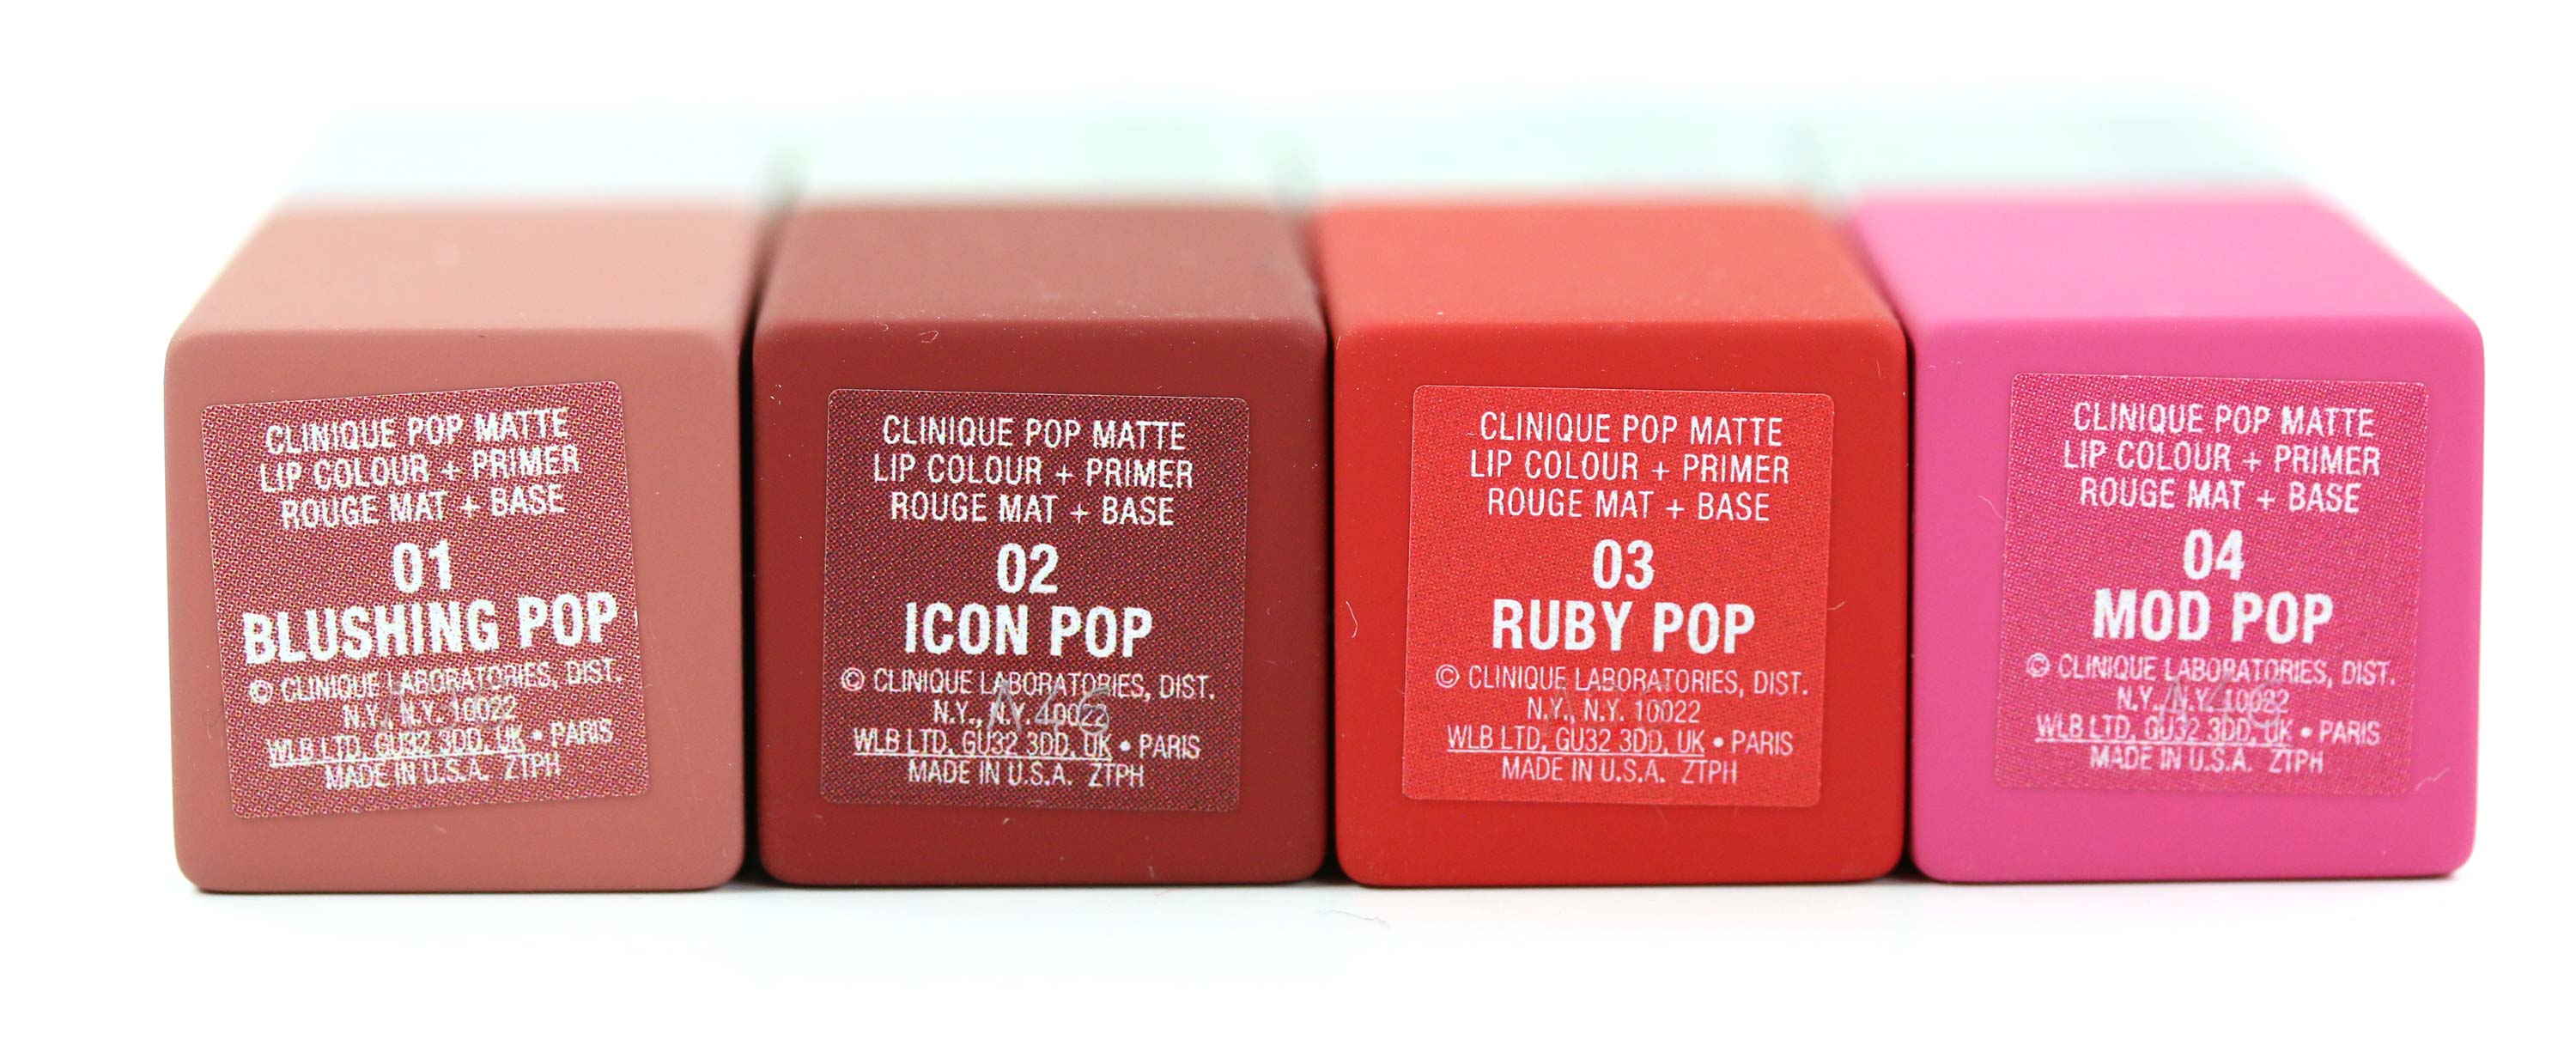 CLINIQUE POP MATTE
LIP COLOUR + PRIMER
ROUGE MAT + BASE
01
BLUSHING POP
© CLINIQUE LABORATORIES, DIST.
N.Y., N.Y. 10022
WLB LTD, GU32 3DD, UK • PARIS
MADE IN U.S.A. ZTPH
CLINIQUE POP MATTE
LIP COLOUR + PRIMER
ROUGE MAT + BASE
02
ICON POP
© CLINIQUE LABORATORIES, DIST.
N.Y., N.Y. 10022
WLB LTD, GU32 3DD, UK • PARIS
MADE IN U.S.A. ZTPH
A46
CLINIQUE POP MATTE
LIP COLOUR + PRIMER
ROUGE MAT + BASE
03
RUBY POP
© CLINIQUE LABORATORIES, DIST.
N.Y., N.Y. 10022
WLB LTD, GU32 3DD, UK • PARIS
MADE IN U.S.A. ZTPH
CLINIQUE POP MATTE
LIP COLOUR + PRIMER
ROUGE MAT + BASE
04
MOD POP
© CLINIQUE LABORATORIES, DIST.
N.Y., N.Y. 10022
WLB LTD, GU32 3DD, UK • PARIS
MADE IN U.S.A. ZTPH